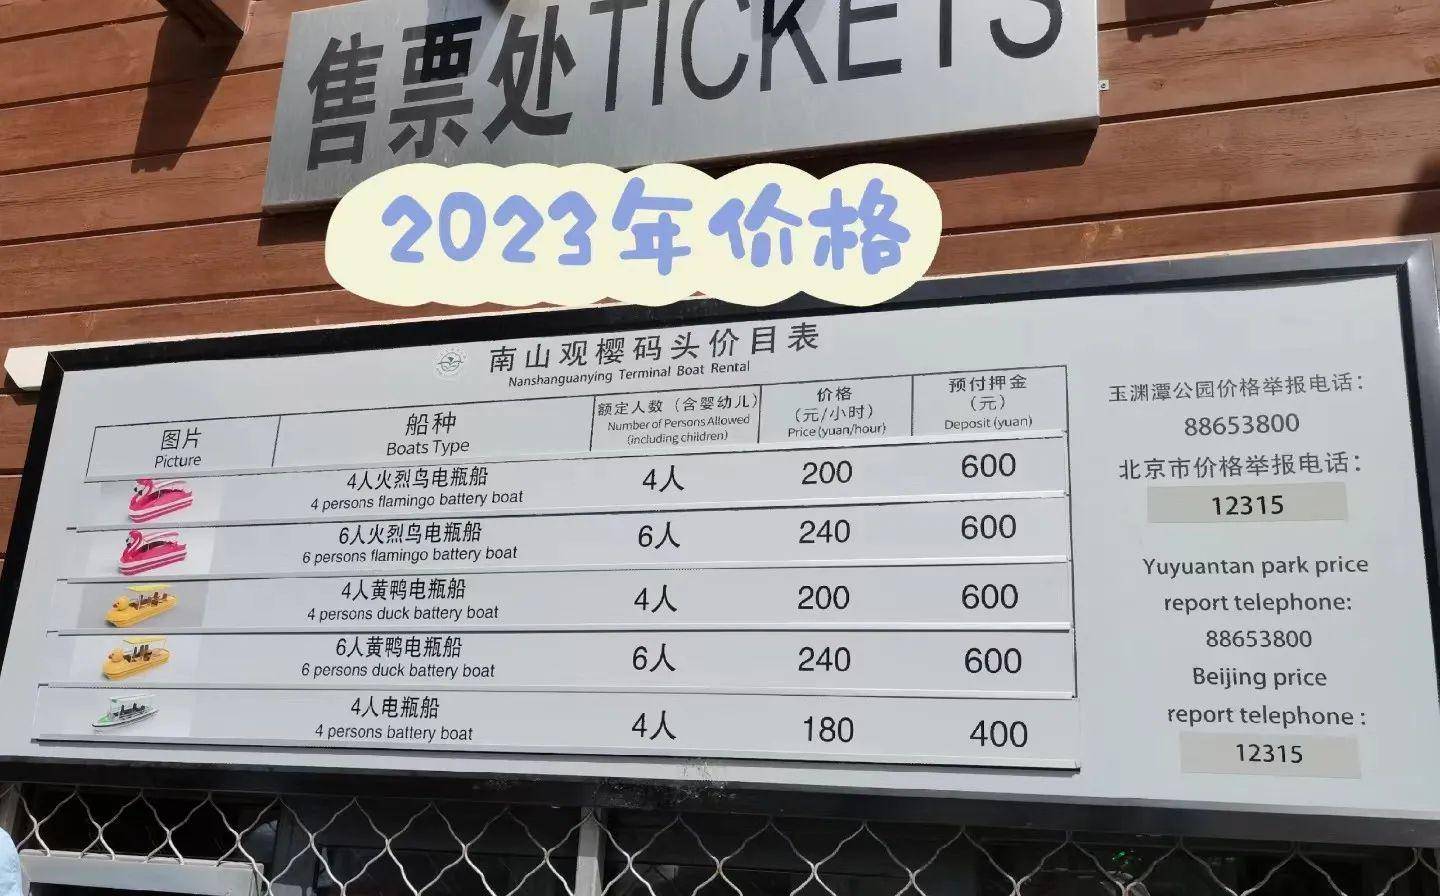 售票处TICKETS
2023年价格
南山观樱码头价目表
Nanshanguanying Terminal Boat Rental
图片
Picture
船种
Boats Type
额定人数（含婴幼儿）
Number of Persons Allowed
(including children)
价格
（元/小时）
Price(yuan/hour)
预付押金
（元）
Deposit(yuan)
4人火烈鸟电瓶船
4 persons flamingo battery boat
4人
200
600
6人火烈鸟电瓶船
6 persons flamingo battery boat
6人
240
600
4人黄鸭电瓶船
4 persons duck battery boat
4人
200
600
6人黄鸭电瓶船
6 persons duck battery boat
6人
240
600
4人电瓶船
4 persons battery boat
4人
180
400
玉渊潭公园价格举报电话：
88653800
北京市价格举报电话：
12315
Yuyuantan park price
report telephone:
88653800
Beijing price
report telephone :
12315